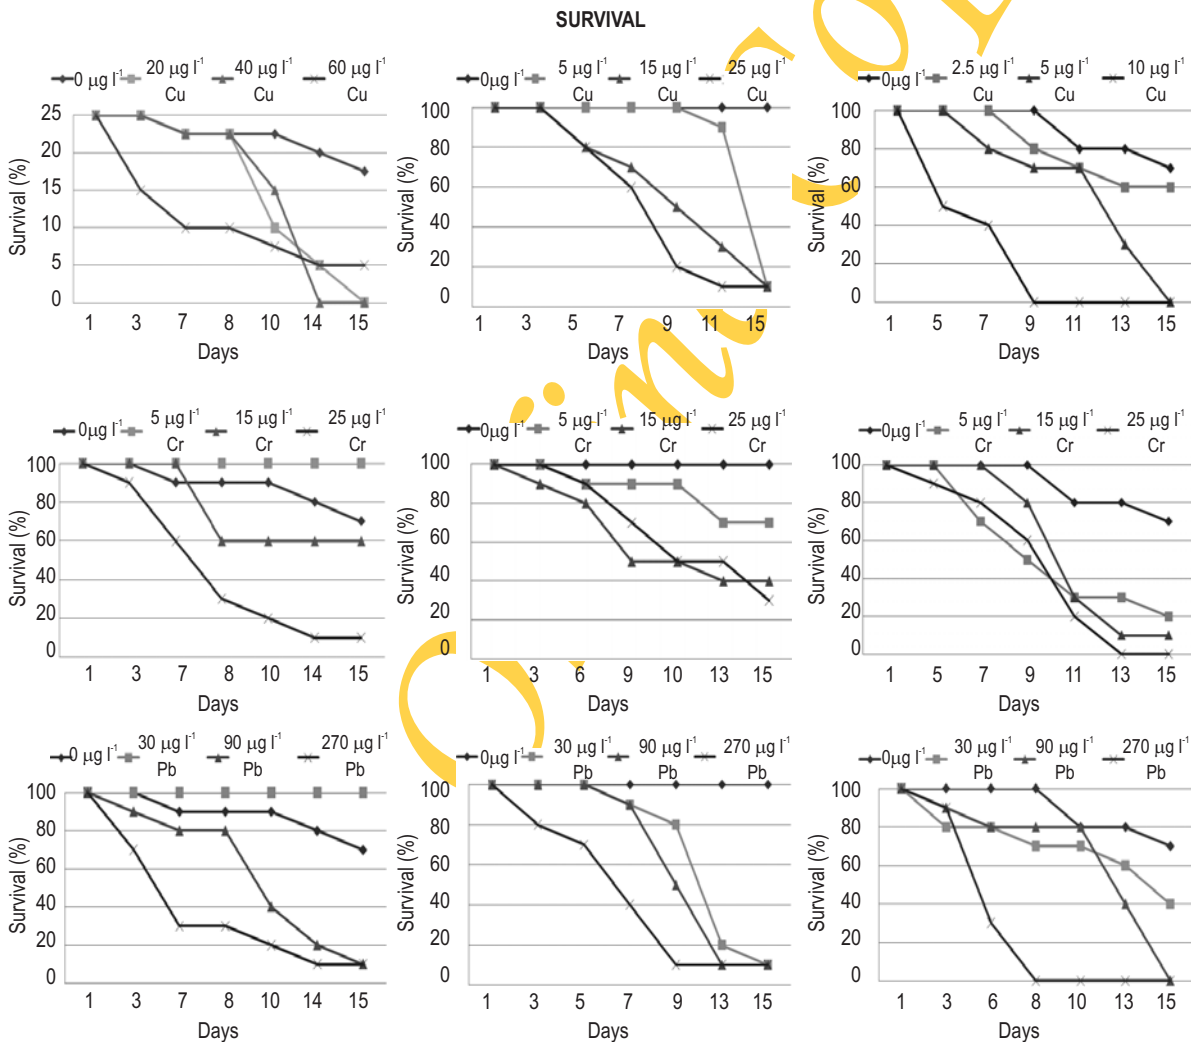 SURVIVAL
0 µg l⁻¹ 20 µg l⁻¹ Cu 40 µg l⁻¹ Cu 60 µg l⁻¹ Cu
25
20
15
10
5
0
Survival (%)
1 3 7 8 10 14 15
Days
0µg l⁻¹ 5 µg l⁻¹ Cu 15 µg l⁻¹ Cu 25 µg l⁻¹ Cu
100
80
60
40
20
0
Survival (%)
1 3 5 7 9 11 15
Days
0µg l⁻¹ 2.5 µg l⁻¹ Cu 5 µg l⁻¹ Cu 10 µg l⁻¹ Cu
100
80
60
40
20
0
Survival (%)
1 5 7 9 11 13 15
Days
0µg l⁻¹ 5 µg l⁻¹ Cr 15 µg l⁻¹ Cr 25 µg l⁻¹ Cr
100
80
60
40
20
0
Survival (%)
1 3 7 8 10 14 15
Days
0µg l⁻¹ 5 µg l⁻¹ Cr 15 µg l⁻¹ Cr 25 µg l⁻¹ Cr
100
80
60
40
20
0
Survival (%)
1 3 6 9 10 13 15
Days
0µg l⁻¹ 5 µg l⁻¹ Cr 15 µg l⁻¹ Cr 25 µg l⁻¹ Cr
100
80
60
40
20
0
Survival (%)
1 5 7 9 11 13 15
Days
0 µg l⁻¹ 30 µg l⁻¹ Pb 90 µg l⁻¹ Pb 270 µg l⁻¹ Pb
100
80
60
40
20
0
Survival (%)
1 3 7 8 10 14 15
Days
0µg l⁻¹ 30 µg l⁻¹ Pb 90 µg l⁻¹ Pb 270 µg l⁻¹ Pb
100
80
60
40
20
0
Survival (%)
1 3 5 7 9 13 15
Days
0µg l⁻¹ 30 µg l⁻¹ Pb 90 µg l⁻¹ Pb 270 µg l⁻¹ Pb
100
80
60
40
20
0
Survival (%)
1 3 6 8 10 13 15
Days